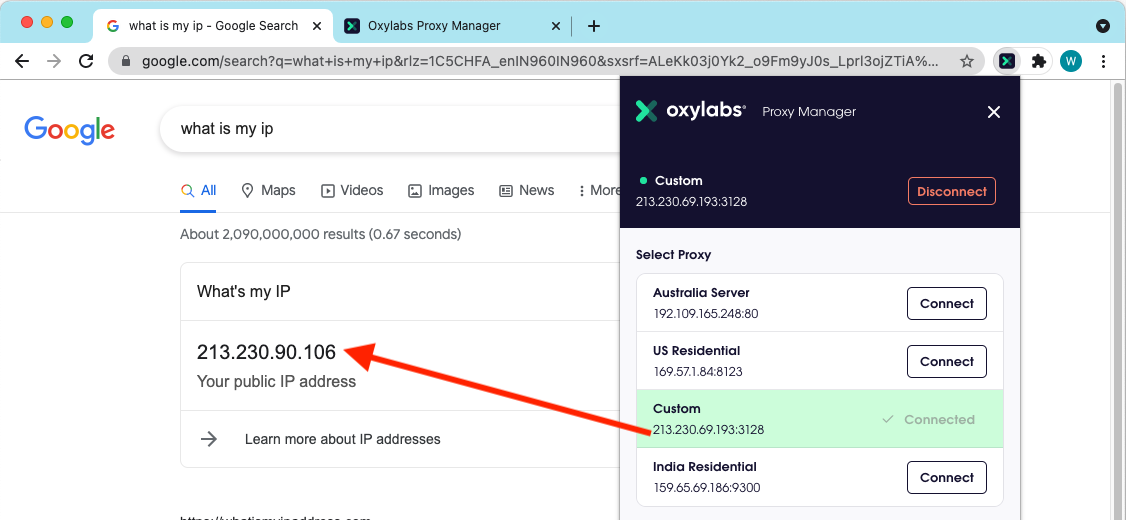 what is my ip - Google Search
Oxylabs Proxy Manager
google.com/search?q=what+is+my+ip&rlz=1C5CHFA_enIN960IN960&sxsrf=ALeKk03j0Yk2_o9Fm9yJ0s_LprI3ojZTiA%...
W
Google
what is my ip
All
Maps
Videos
Images
News
More
About 2,090,000,000 results (0.67 seconds)
What's my IP
213.230.90.106
Your public IP address
Learn more about IP addresses
https://whatismyipaddress.com
oxylabs®
Proxy Manager
Custom
213.230.69.193:3128
Disconnect
Select Proxy
Australia Server
192.109.165.248:80
Connect
US Residential
169.57.1.84:8123
Connect
Custom
213.230.69.193:3128
Connected
India Residential
159.65.69.186:9300
Connect